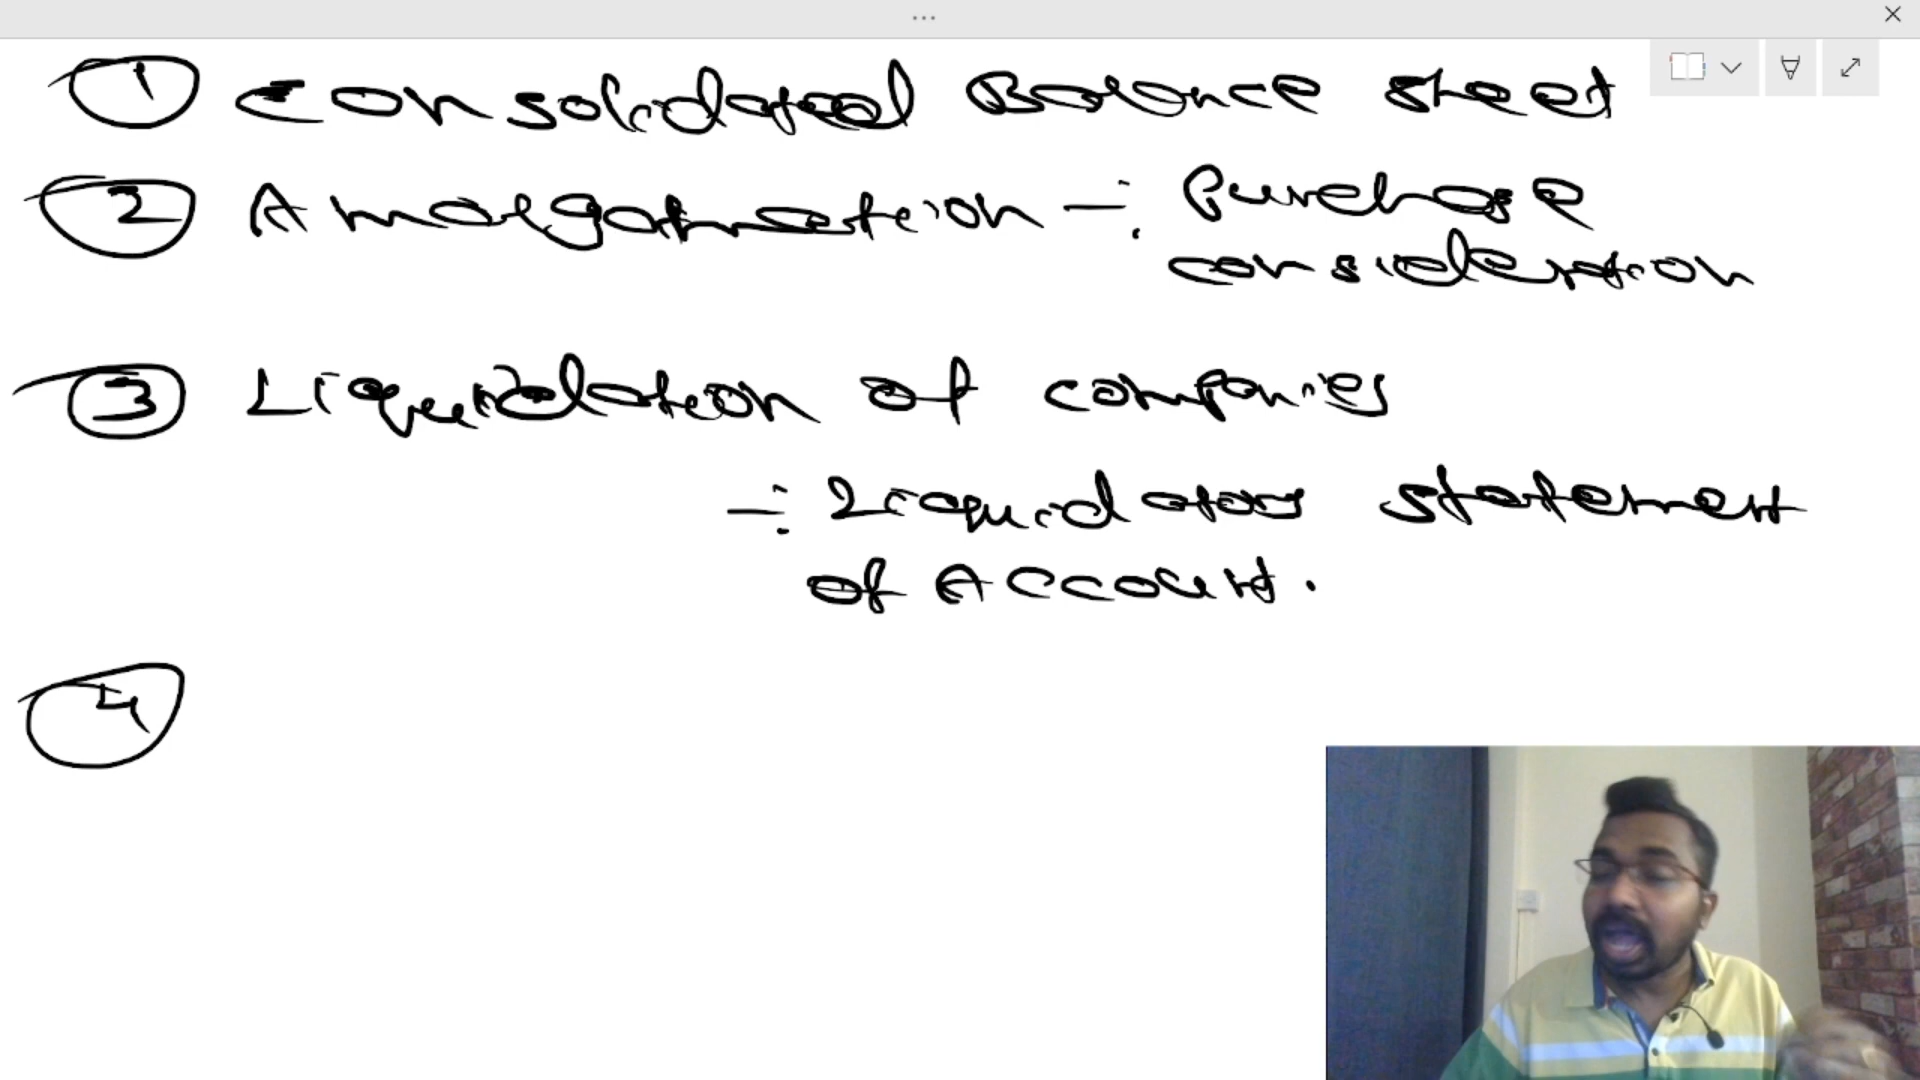 1 Consolidated Balance Sheet
2 Amalgamation -: Purchase
consideration
3 Liquidation of companies
-: Liquidators statement
of Account.
4